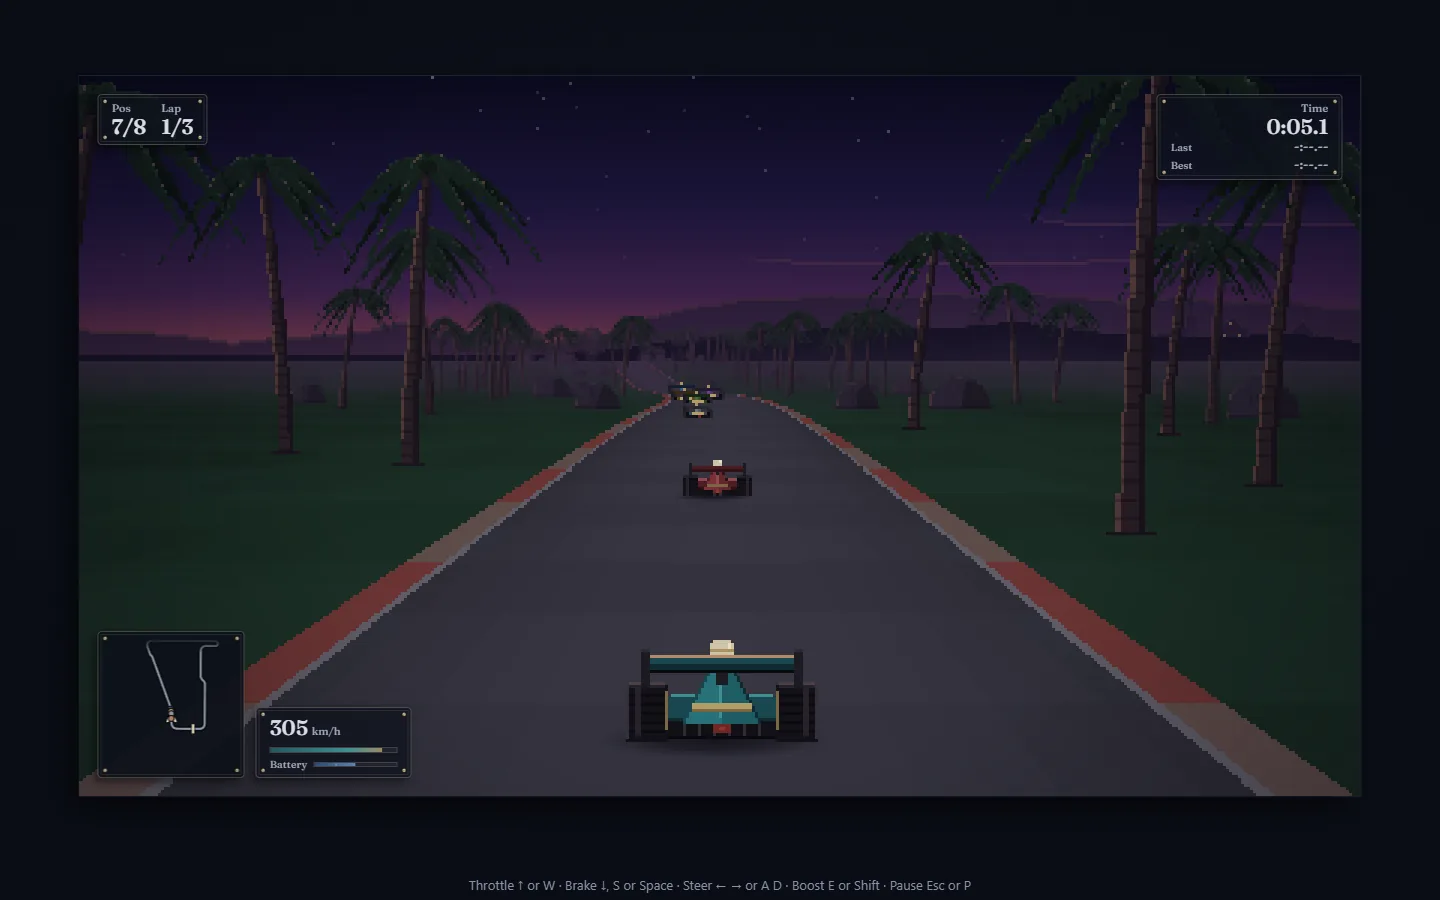 Pos Lap
7/8 1/3
Time
0:05.1
Last -:--.--
Best -:--.--
305 km/h
Battery
Throttle ↑ or W · Brake ↓, S or Space · Steer ← → or A D · Boost E or Shift · Pause Esc or P